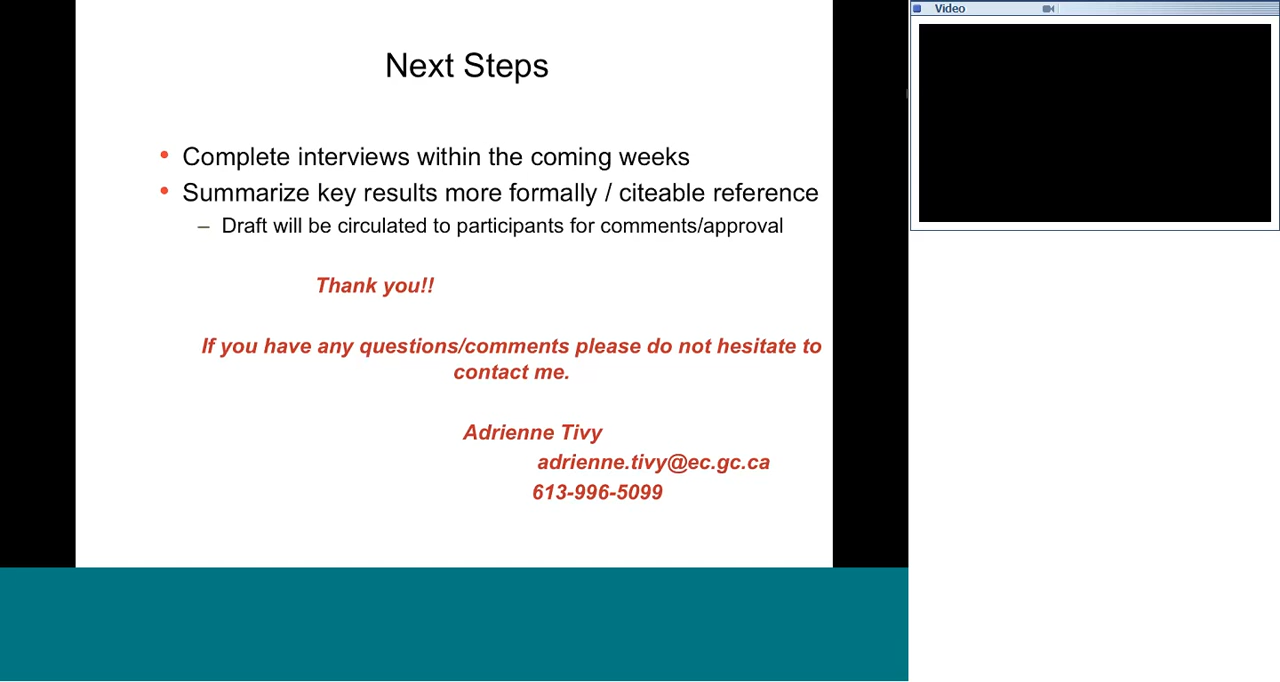 Video
Next Steps
• Complete interviews within the coming weeks
• Summarize key results more formally / citeable reference
– Draft will be circulated to participants for comments/approval
Thank you!!
If you have any questions/comments please do not hesitate to
contact me.
Adrienne Tivy
adrienne.tivy@ec.gc.ca
613-996-5099